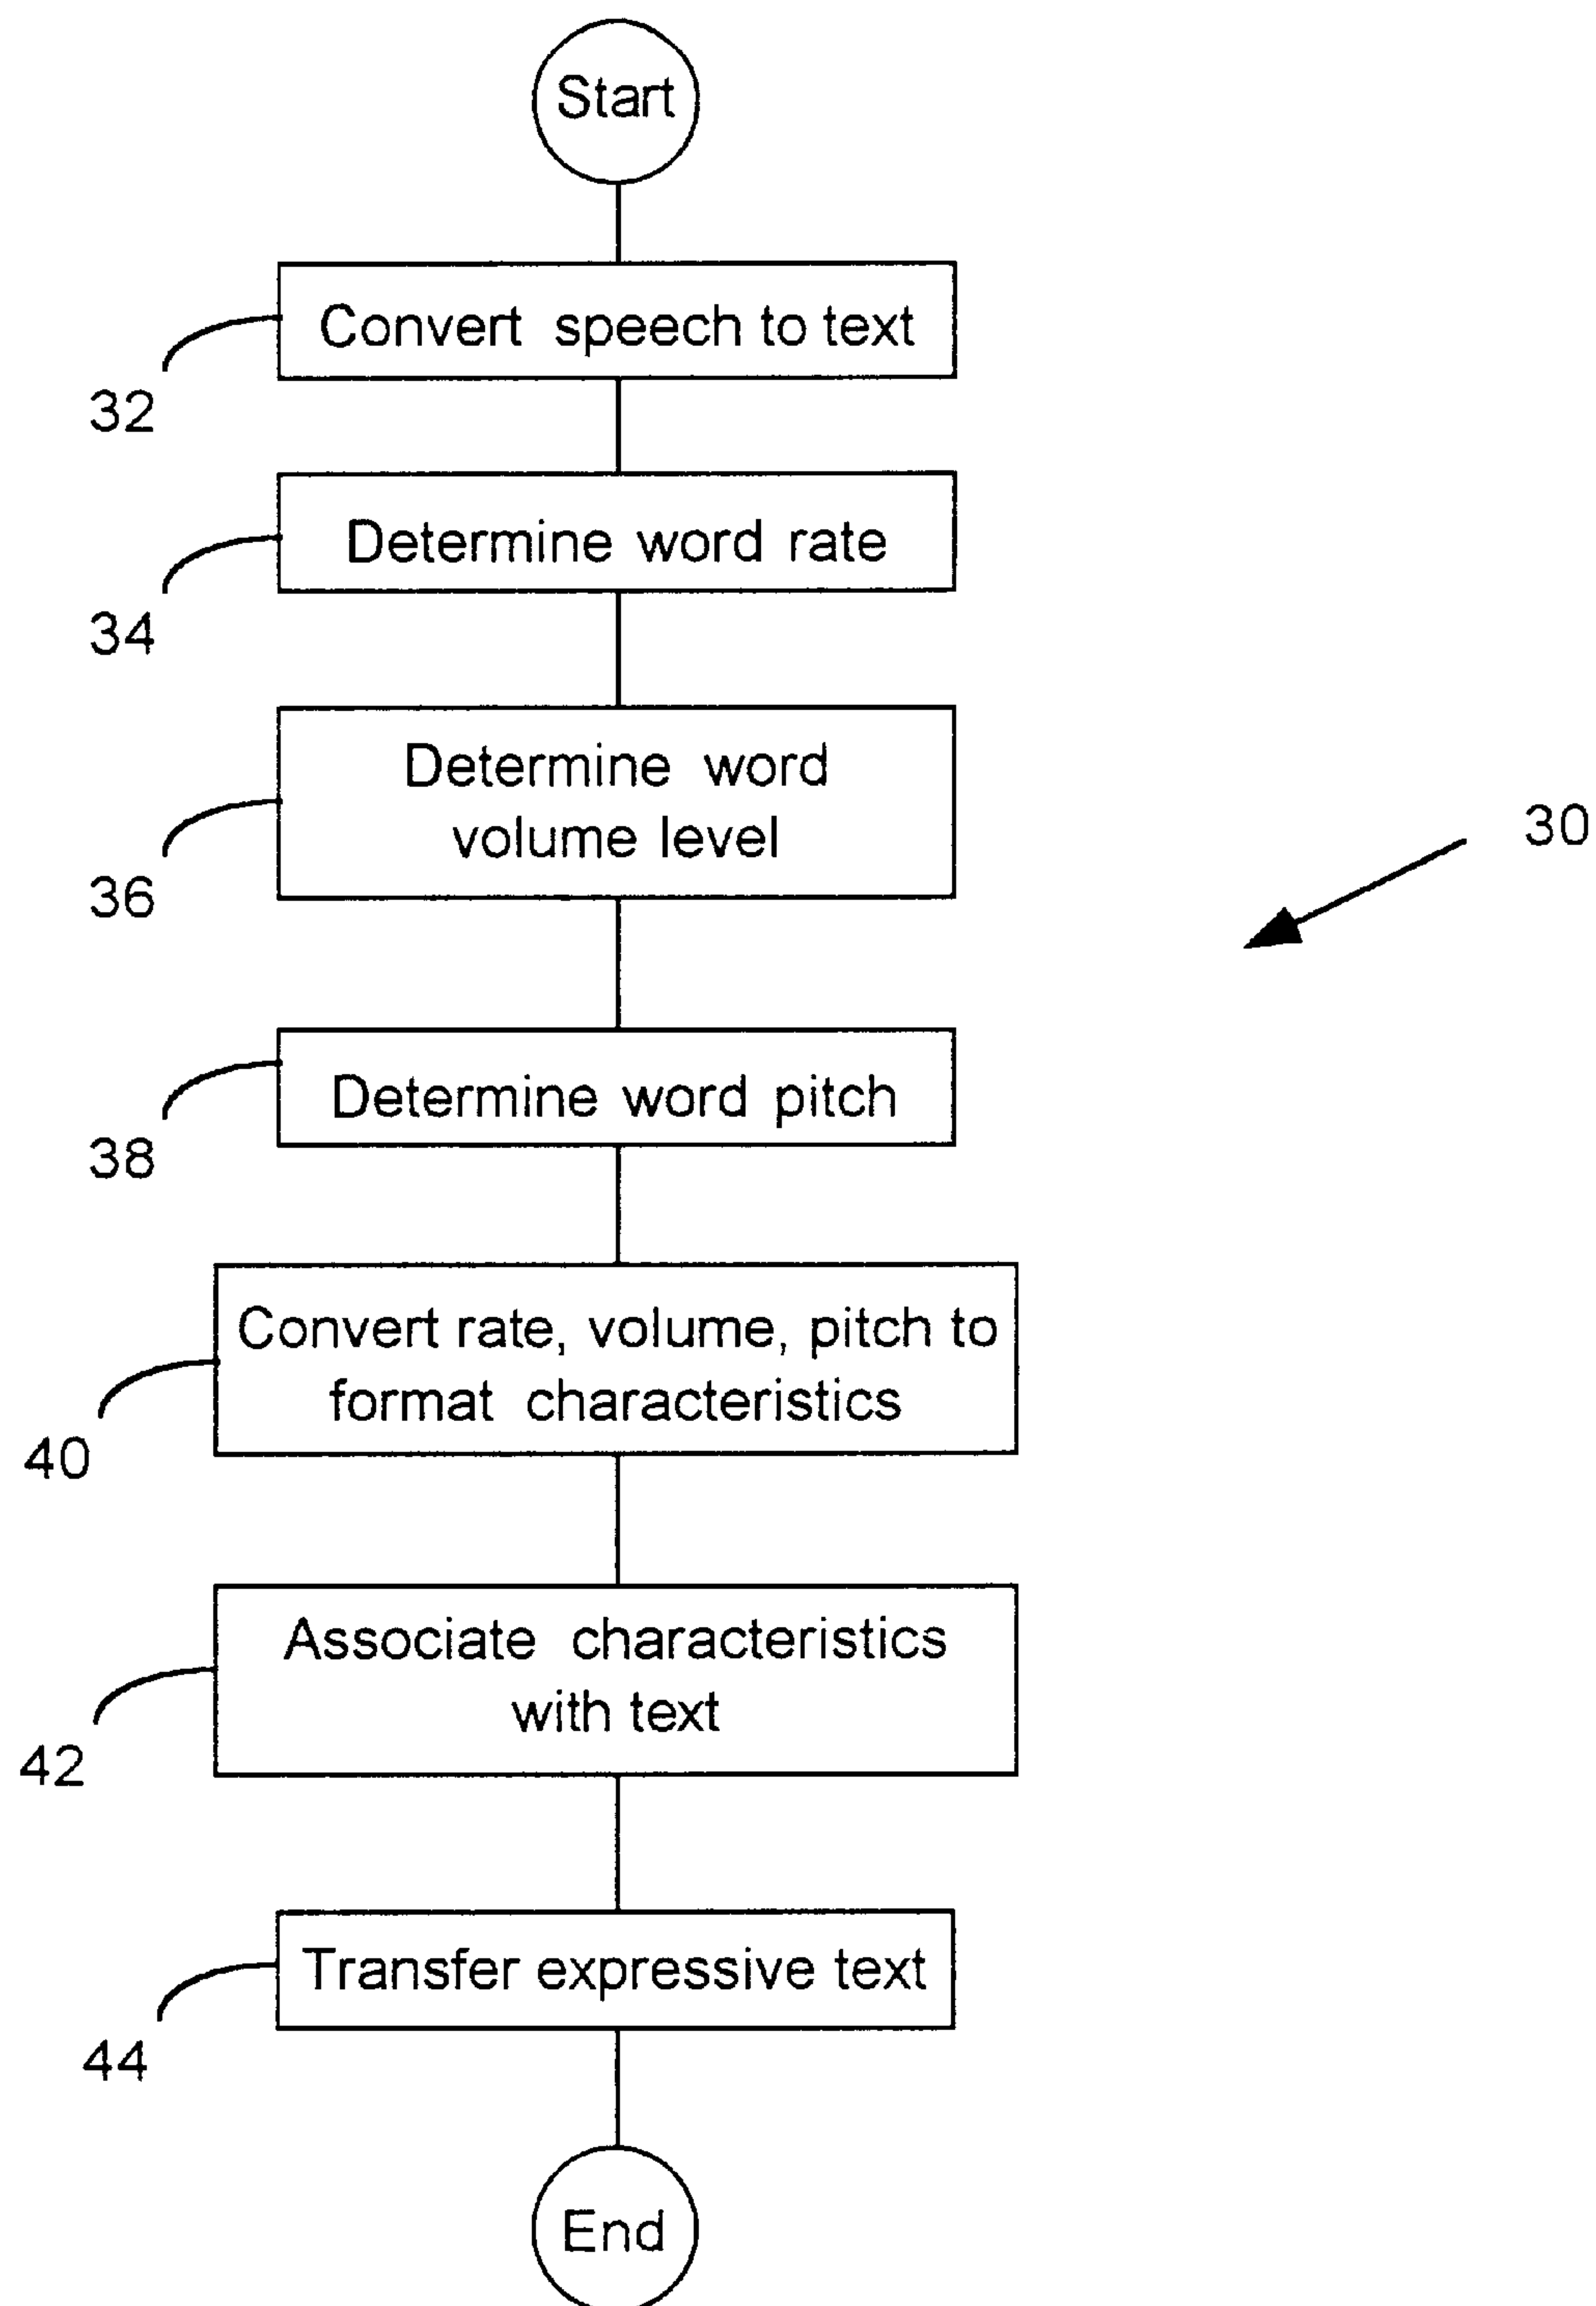 Start
Convert speech to text
32
Determine word rate
34
Determine word
volume level
36
30
Determine word pitch
38
Convert rate, volume, pitch to
format characteristics
40
Associate characteristics
with text
42
Transfer expressive text
44
End